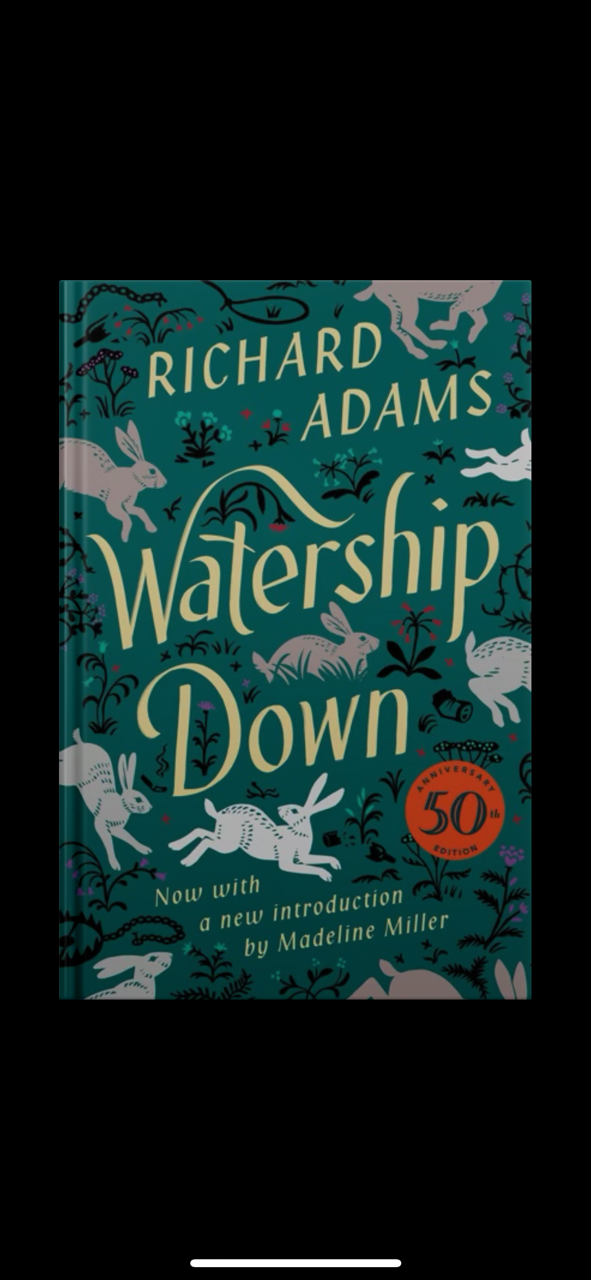 RICHARD
ADAMS
Watership
Down
ANNIVERSARY
50th
EDITION
Now with
a new introduction
by Madeline Miller